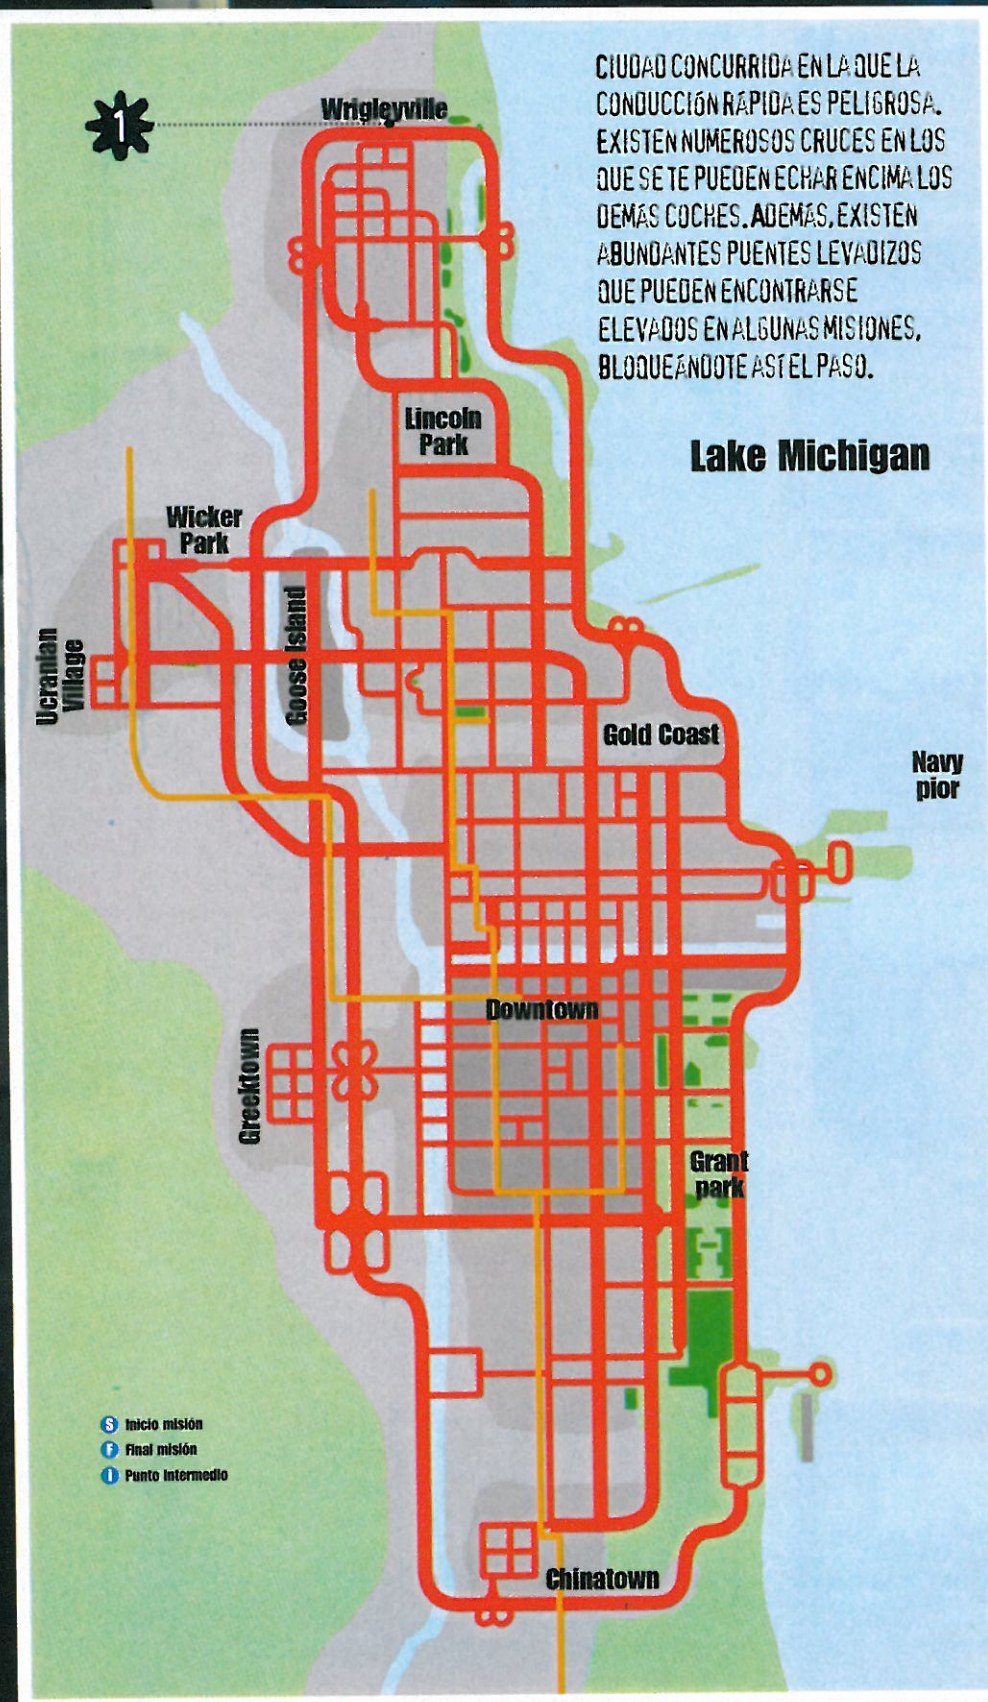 1
Wrigleyville
CIUDAD CONCURRIDA EN LA QUE LA
CONDUCCIÓN RÁPIDA ES PELIGROSA.
EXISTEN NUMEROSOS CRUCES EN LOS
QUE SE TE PUEDEN ECHAR ENCIMA LOS
DEMÁS COCHES. ADEMÁS, EXISTEN
ABUNDANTES PUENTES LEVADIZOS
QUE PUEDEN ENCONTRARSE
ELEVADOS EN ALGUNAS MISIONES,
BLOQUEÁNDOTE ASÍ EL PASO.
Lincoln
Park
Lake Michigan
Wicker
Park
Goose Island
Ucranian
Village
Gold Coast
Navy
pior
Downtown
Greektown
Grant
park
S Inicio misión
F Final misión
I Punto Intermedio
Chinatown